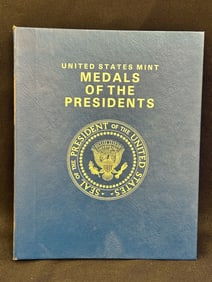 UNITED STATES MINT
MEDALS
OF THE
PRESIDENTS
SEAL OF THE PRESIDENT OF THE UNITED STATES